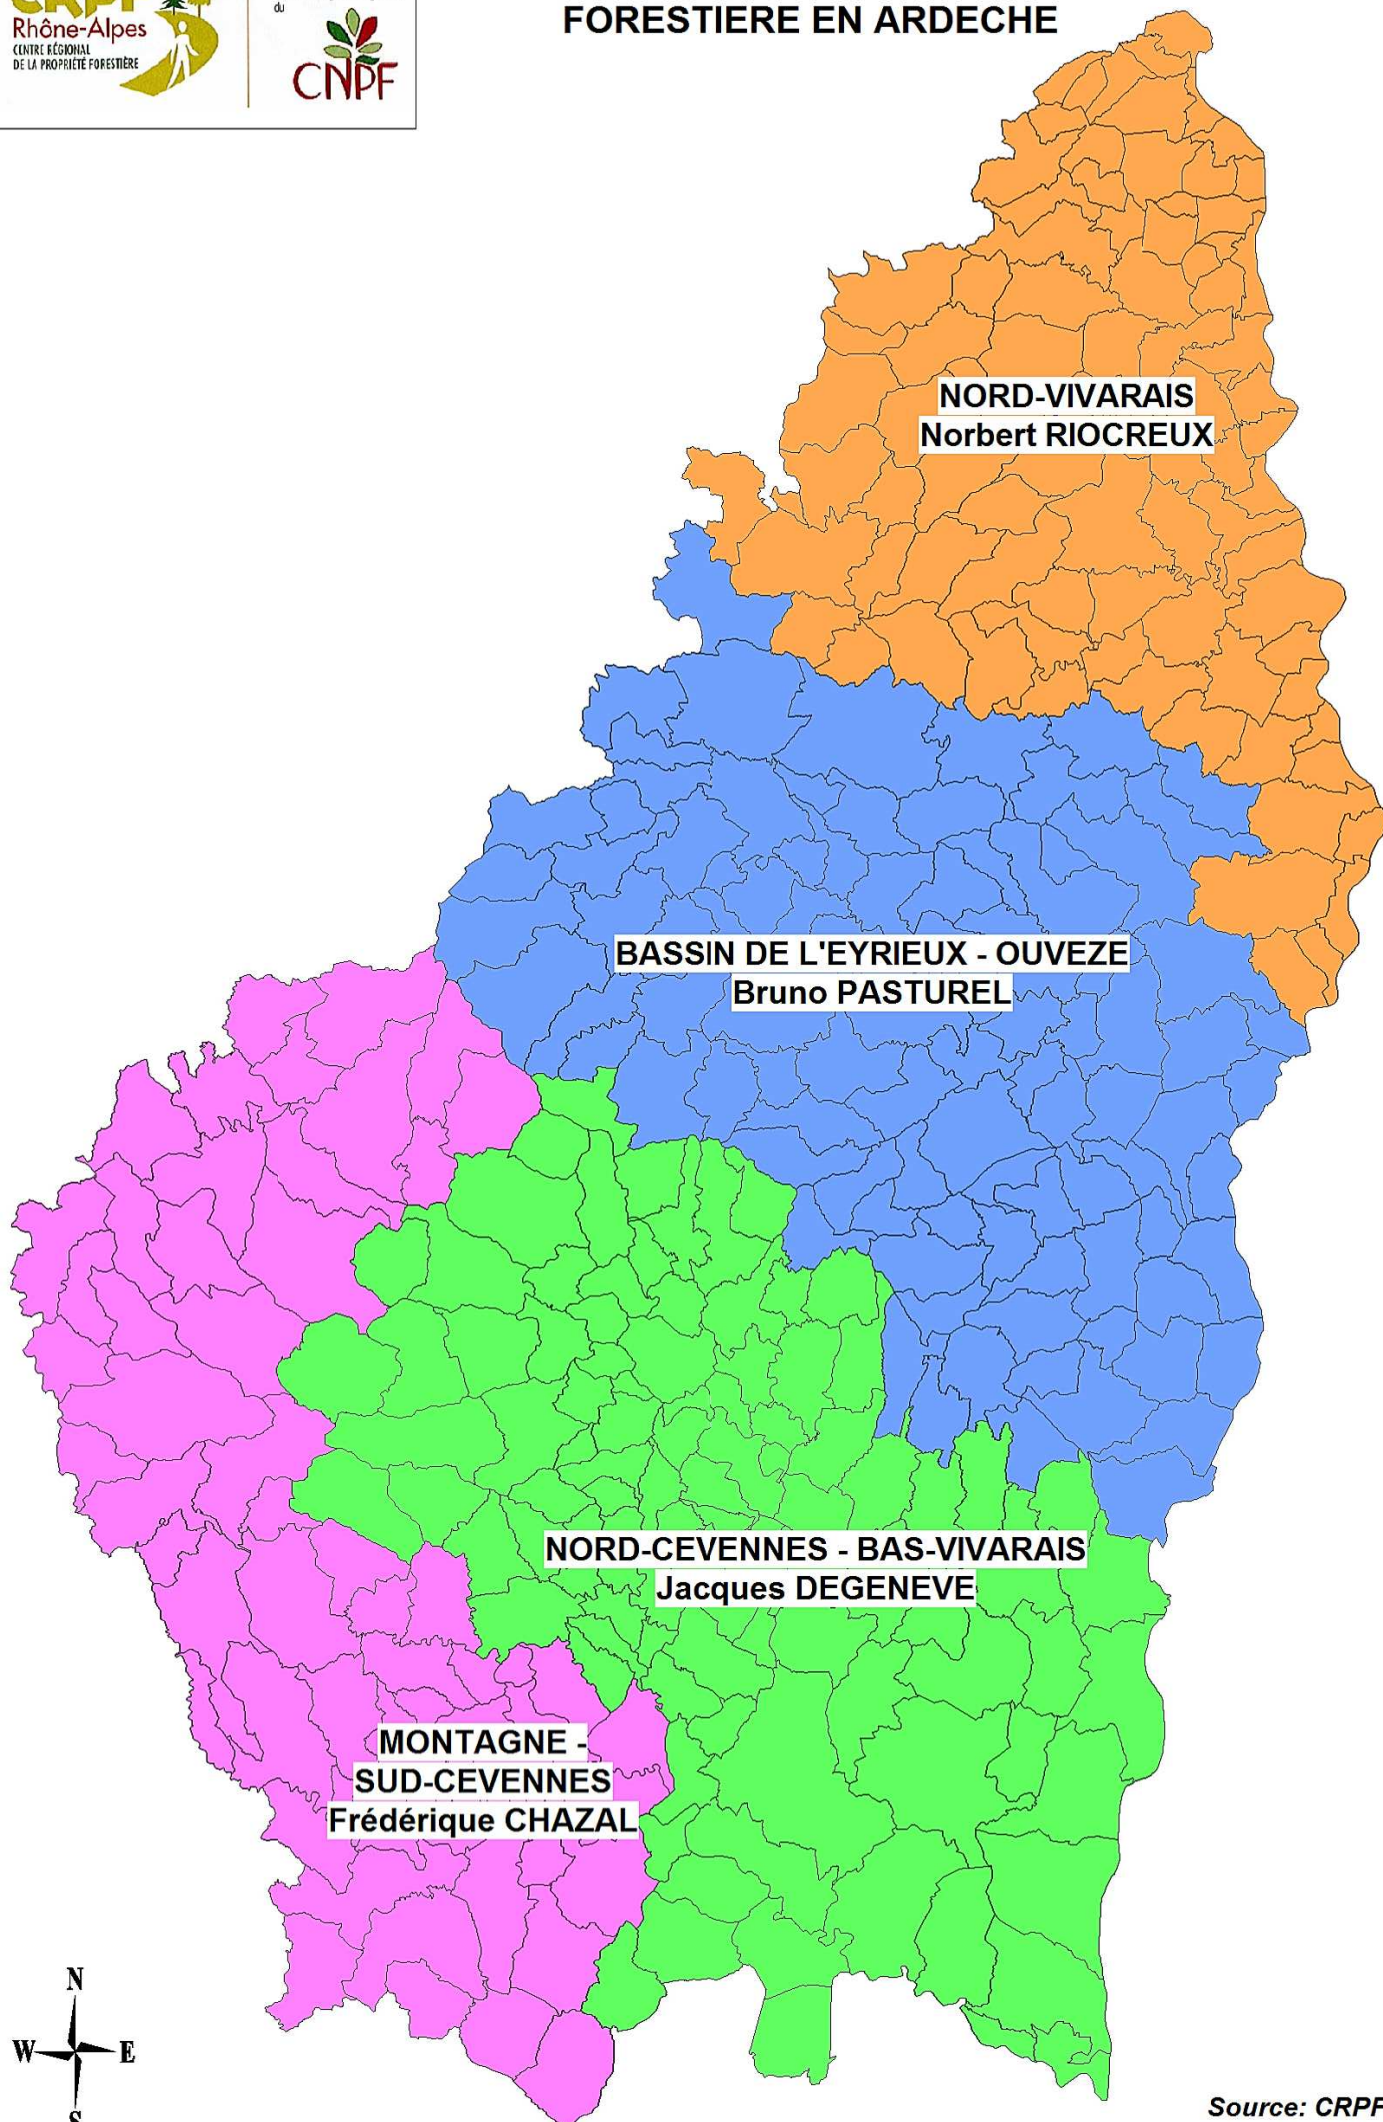 Rhône-Alpes
CENTRE RÉGIONAL
DE LA PROPRIÉTÉ FORESTIÈRE
du
CNPF
FORESTIERE EN ARDECHE
NORD-VIVARAIS
Norbert RIOCREUX
BASSIN DE L'EYRIEUX - OUVEZE
Bruno PASTUREL
NORD-CEVENNES - BAS-VIVARAIS
Jacques DEGENEVE
MONTAGNE -
SUD-CEVENNES
Frédérique CHAZAL
N
W E
S
Source: CRPF